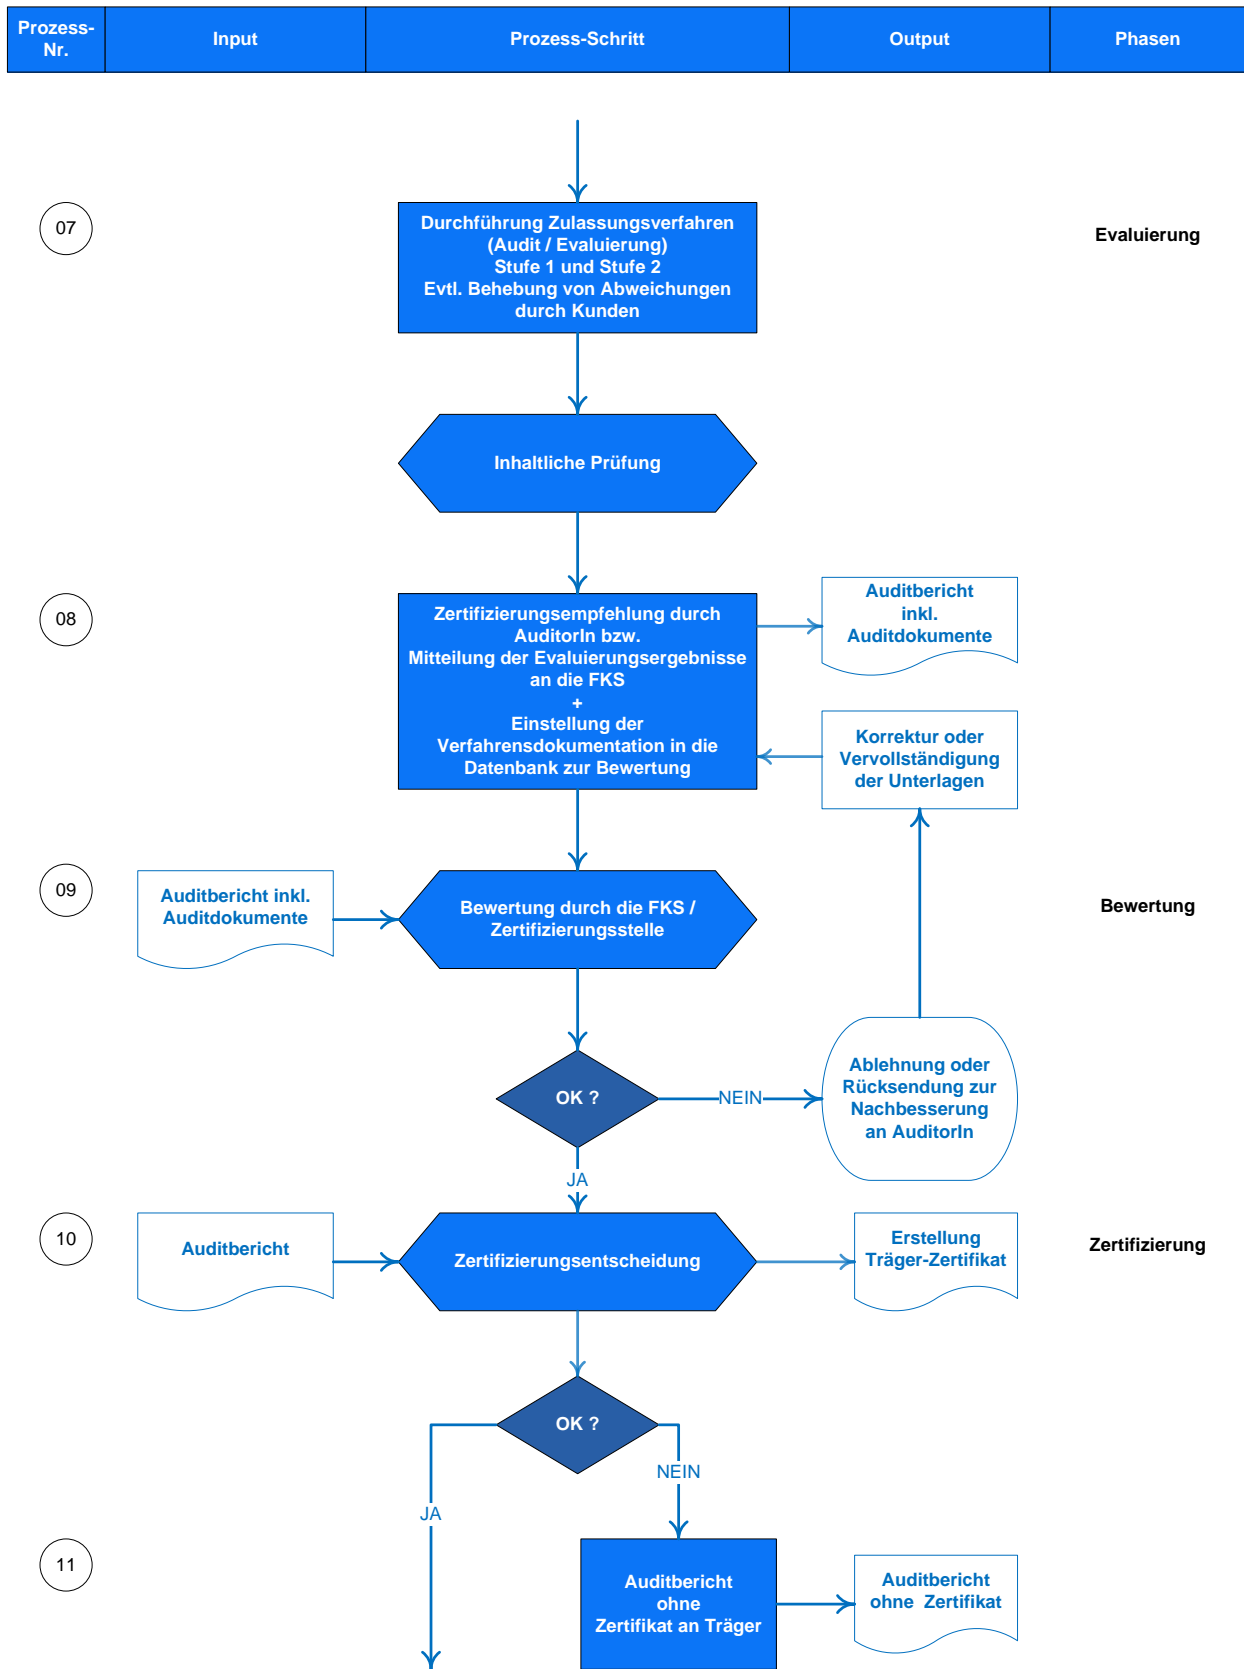 Prozess-
Nr.
Input
Prozess-Schritt
Output
Phasen
07
Durchführung Zulassungsverfahren
(Audit / Evaluierung)
Stufe 1 und Stufe 2
Evtl. Behebung von Abweichungen
durch Kunden
Evaluierung
Inhaltliche Prüfung
08
Zertifizierungsempfehlung durch
AuditorIn bzw.
Mitteilung der Evaluierungsergebnisse
an die FKS
+
Einstellung der
Verfahrensdokumentation in die
Datenbank zur Bewertung
Auditbericht
inkl.
Auditdokumente
Korrektur oder
Vervollständigung
der Unterlagen
09
Auditbericht inkl.
Auditdokumente
Bewertung durch die FKS /
Zertifizierungsstelle
Bewertung
OK ?
NEIN
Ablehnung oder
Rücksendung zur
Nachbesserung
an AuditorIn
JA
10
Auditbericht
Zertifizierungsentscheidung
Erstellung
Träger-Zertifikat
Zertifizierung
OK ?
NEIN
JA
11
Auditbericht
ohne
Zertifikat an Träger
Auditbericht
ohne Zertifikat